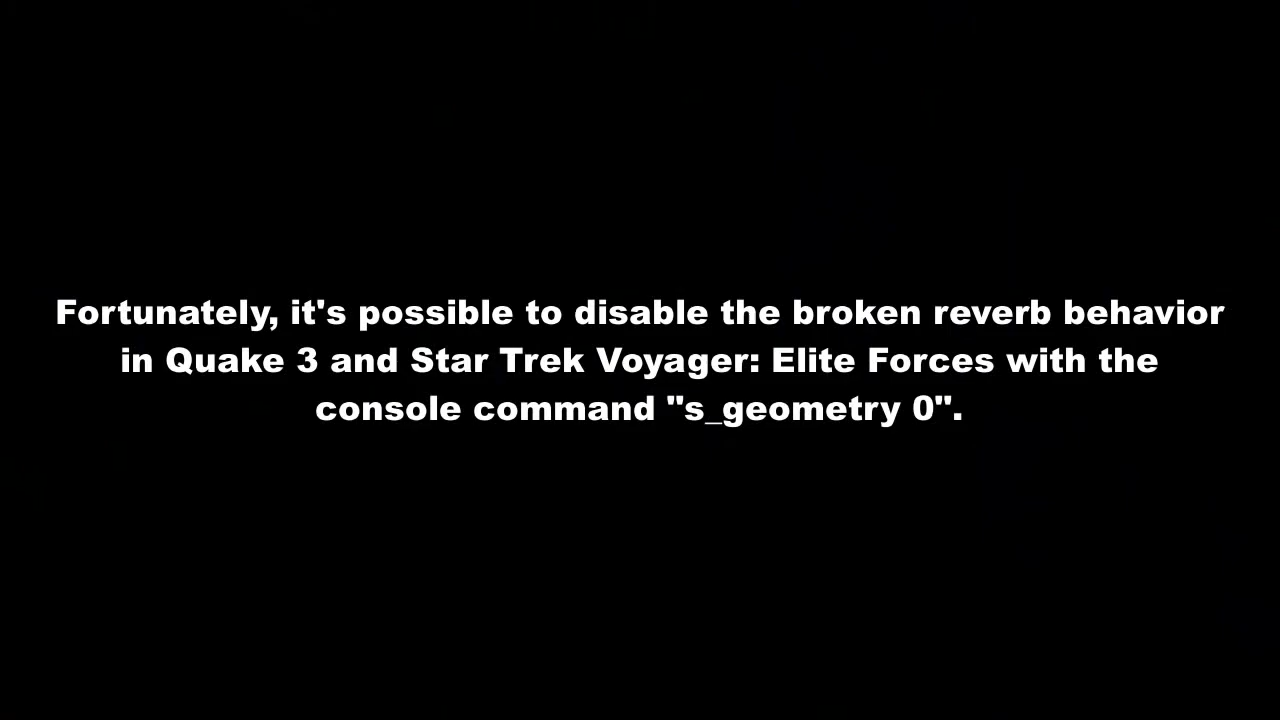 Fortunately, it's possible to disable the broken reverb behavior
in Quake 3 and Star Trek Voyager: Elite Forces with the
console command "s_geometry 0".